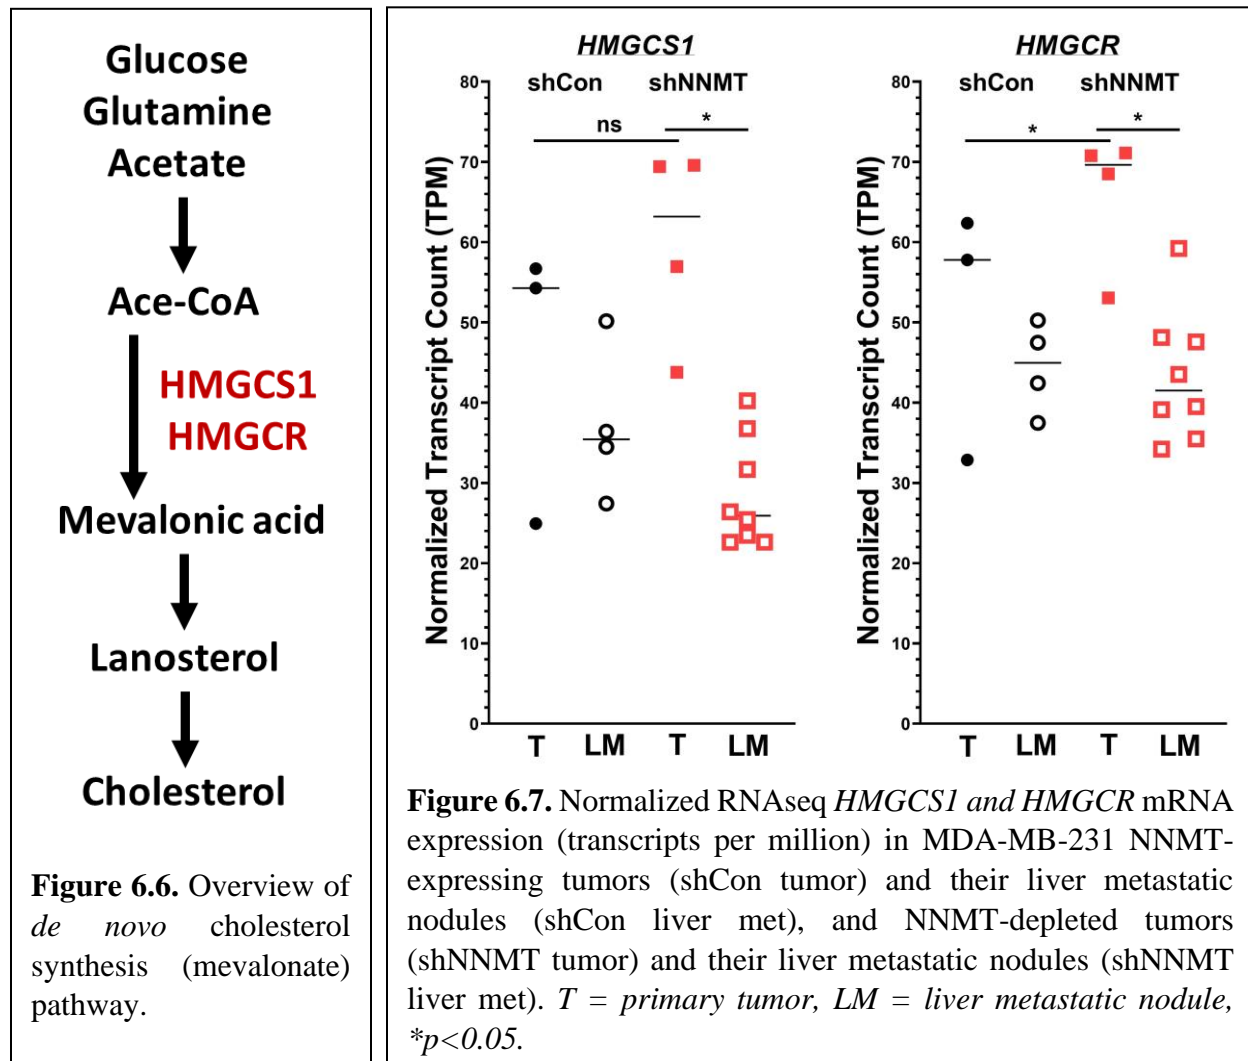 Glucose
Glutamine
Acetate
Ace-CoA
HMGCS1
HMGCR
Mevalonic acid
Lanosterol
Cholesterol
Figure 6.6. Overview of
de novo cholesterol
synthesis (mevalonate)
pathway.
HMGCS1
shCon shNNMT
ns *
Normalized Transcript Count (TPM)
80
70
60
50
40
30
20
10
0
T LM T LM
HMGCR
shCon shNNMT
* *
Normalized Transcript Count (TPM)
80
70
60
50
40
30
20
10
0
T LM T LM
Figure 6.7. Normalized RNAseq HMGCS1 and HMGCR mRNA
expression (transcripts per million) in MDA-MB-231 NNMT-
expressing tumors (shCon tumor) and their liver metastatic
nodules (shCon liver met), and NNMT-depleted tumors
(shNNMT tumor) and their liver metastatic nodules (shNNMT
liver met). T = primary tumor, LM = liver metastatic nodule,
*p<0.05.